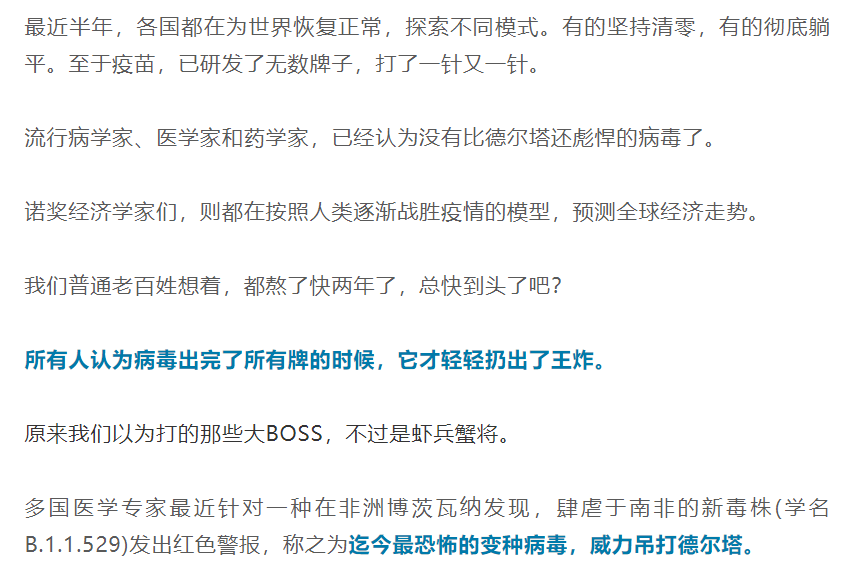 最近半年，各国都在为世界恢复正常，探索不同模式。有的坚持清零，有的彻底躺
平。至于疫苗，已研发了无数牌子，打了一针又一针。
流行病学家、医学家和药学家，已经认为没有比德尔塔还彪悍的病毒了。
诺奖经济学家们，则都在按照人类逐渐战胜疫情的模型，预测全球经济走势。
我们普通老百姓想着，都熬了快两年了，总快到头了吧？
所有人认为病毒出完了所有牌的时候，它才轻轻扔出了王炸。
原来我们以为打的那些大BOSS，不过是虾兵蟹将。
多国医学专家最近针对一种在非洲博茨瓦纳发现，肆虐于南非的新毒株(学名
B.1.1.529)发出红色警报，称之为迄今最恐怖的变种病毒，威力吊打德尔塔。